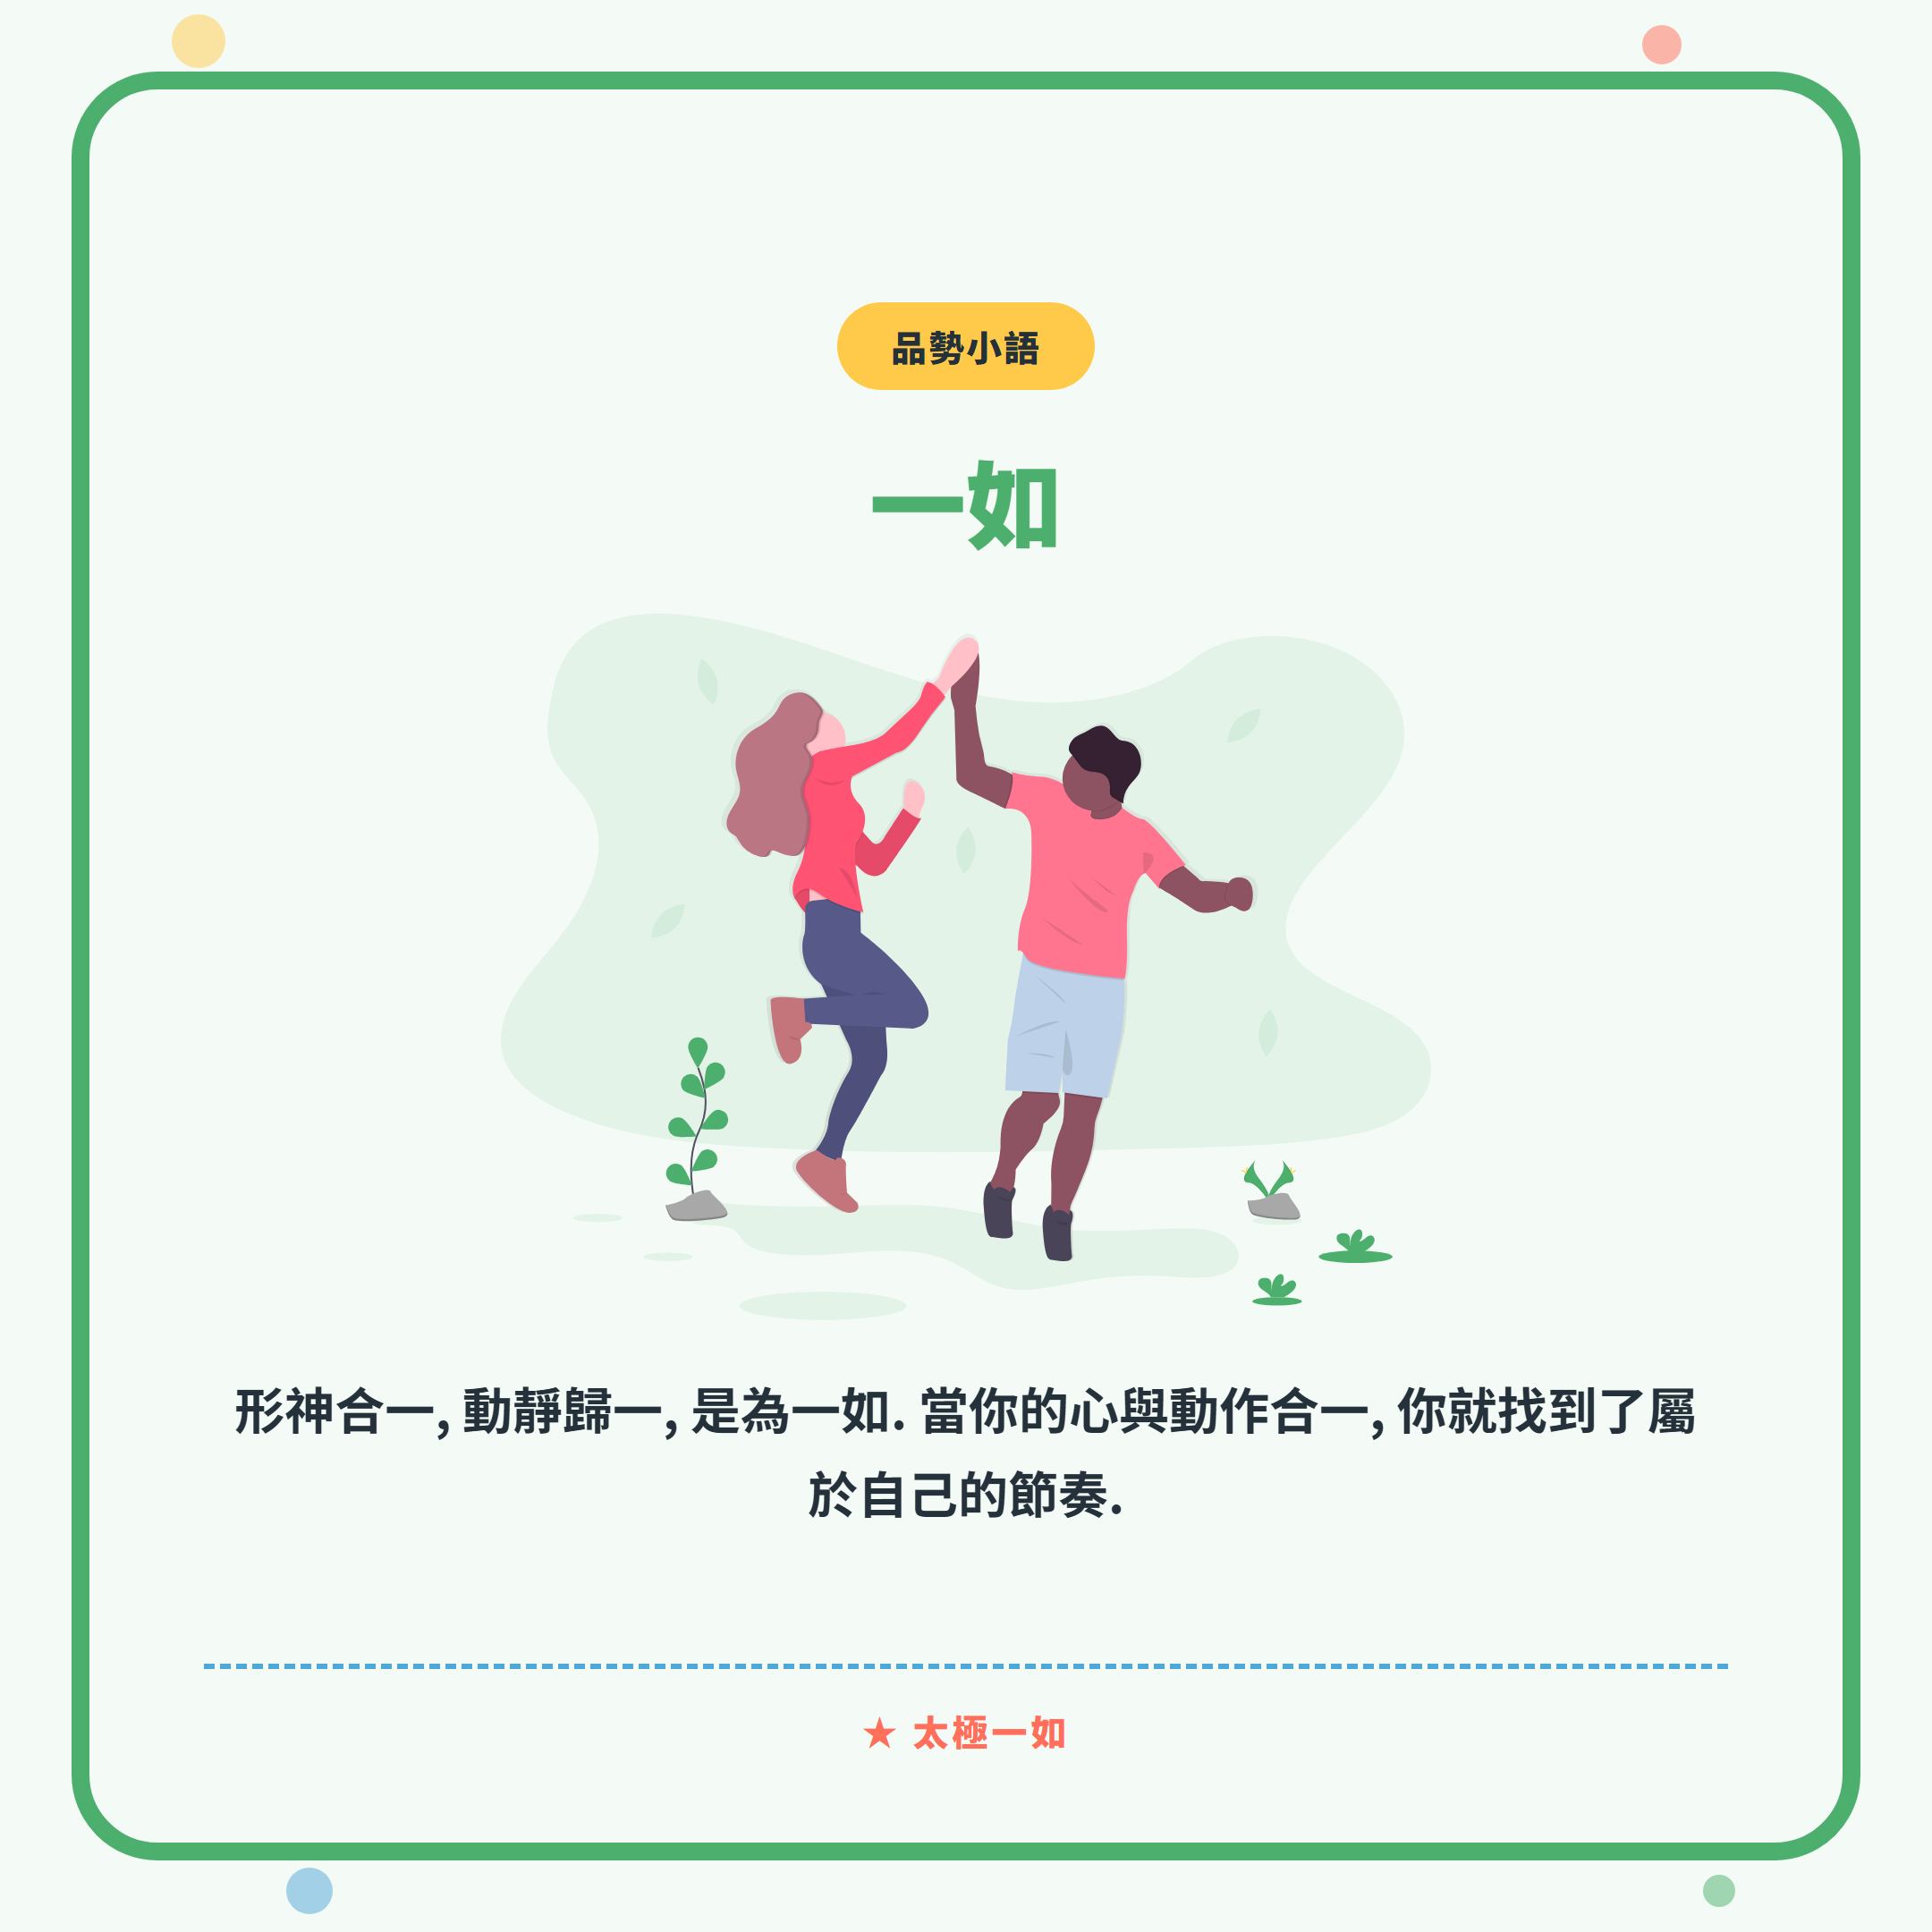 品勢小語
一如
形神合一, 動靜歸一, 是為一如. 當你的心與動作合一, 你就找到了屬
於自己的節奏.
★ 太極一如